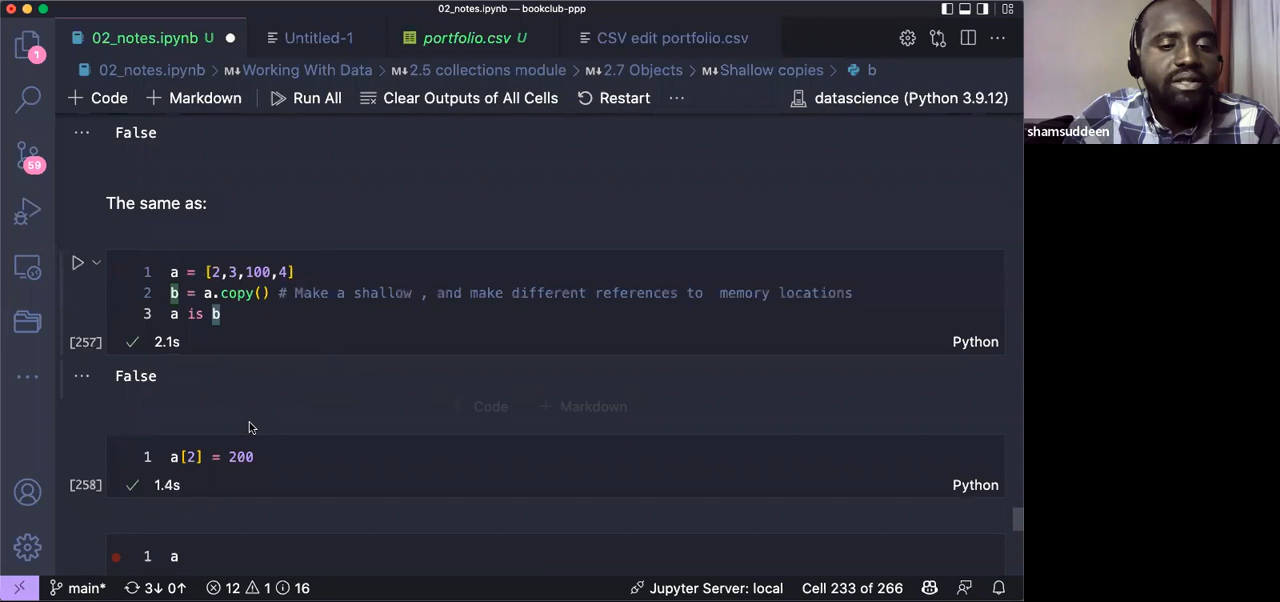 02_notes.ipynb — bookclub-ppp
02_notes.ipynb U
Untitled-1
portfolio.csv U
CSV edit portfolio.csv
1
02_notes.ipynb > M↓Working With Data > M↓2.5 collections module > M↓2.7 Objects > M↓Shallow copies > b
+ Code + Markdown Run All Clear Outputs of All Cells Restart ··· datascience (Python 3.9.12)
shamsuddeen
··· False
59
The same as:
1 a = [2,3,100,4]
2 b = a.copy() # Make a shallow , and make different references to memory locations
3 a is b
[257] ✓ 2.1s Python
··· False
Code + Markdown
1 a[2] = 200
[258] ✓ 1.4s Python
1 a
main* 3↓ 0↑ 12 1 16 Jupyter Server: local Cell 233 of 266